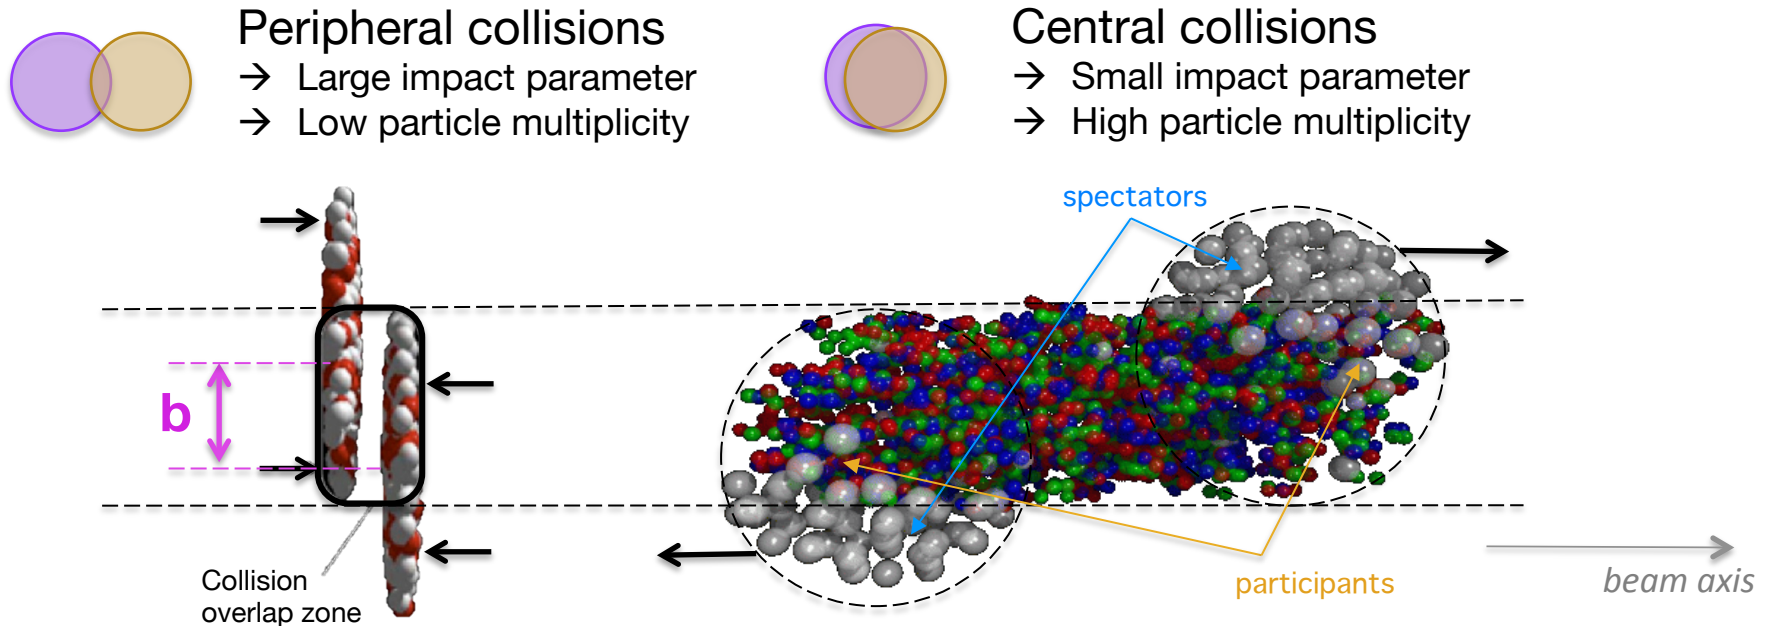 Peripheral collisions
→ Large impact parameter
→ Low particle multiplicity
Central collisions
→ Small impact parameter
→ High particle multiplicity
spectators
b
Collision
overlap zone
participants
beam axis